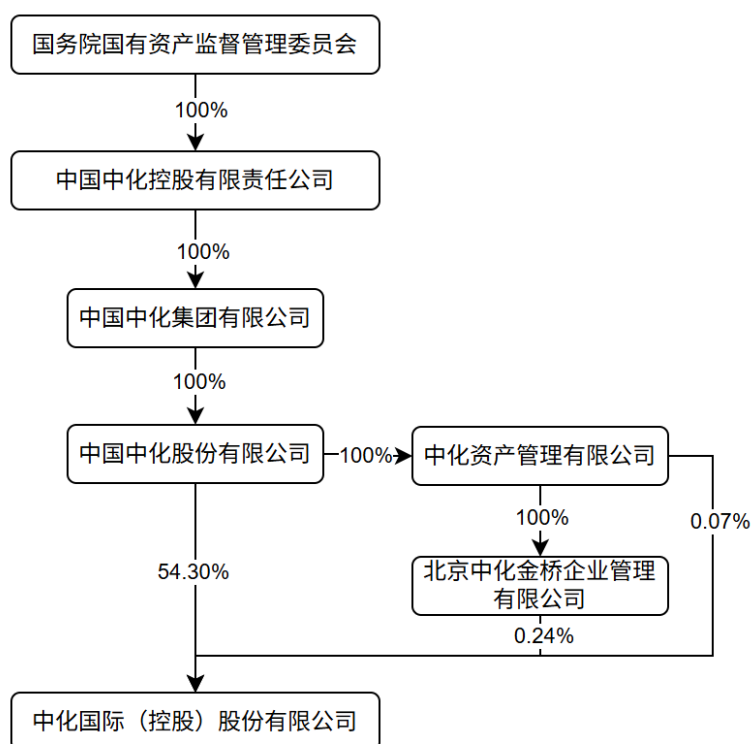 国务院国有资产监督管理委员会
100%
中国中化控股有限责任公司
100%
中国中化集团有限公司
100%
中国中化股份有限公司
100%
中化资产管理有限公司
100%
0.07%
54.30%
北京中化金桥企业管理
有限公司
0.24%
中化国际（控股）股份有限公司